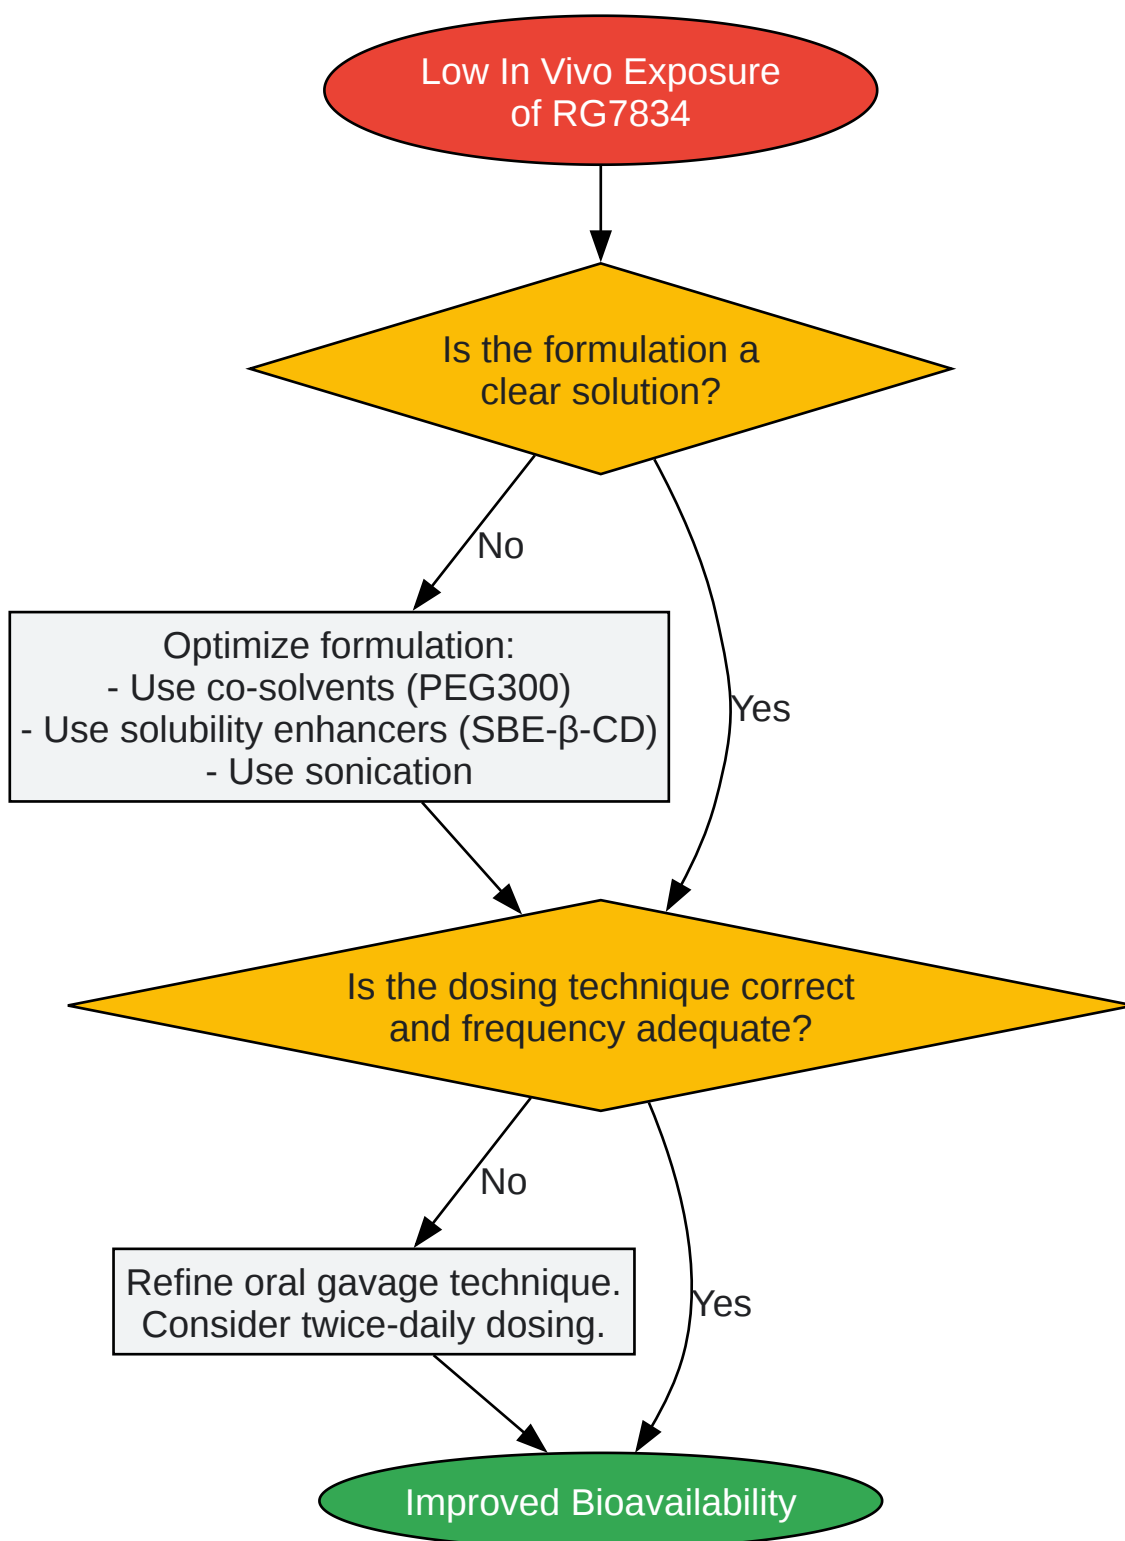 Low In Vivo Exposure
of RG7834
Is the formulation a
clear solution?
No
Optimize formulation:
- Use co-solvents (PEG300)
- Use solubility enhancers (SBE-β-CD)
- Use sonication
Yes
Is the dosing technique correct
and frequency adequate?
No
Refine oral gavage technique.
Consider twice-daily dosing.
Yes
Improved Bioavailability